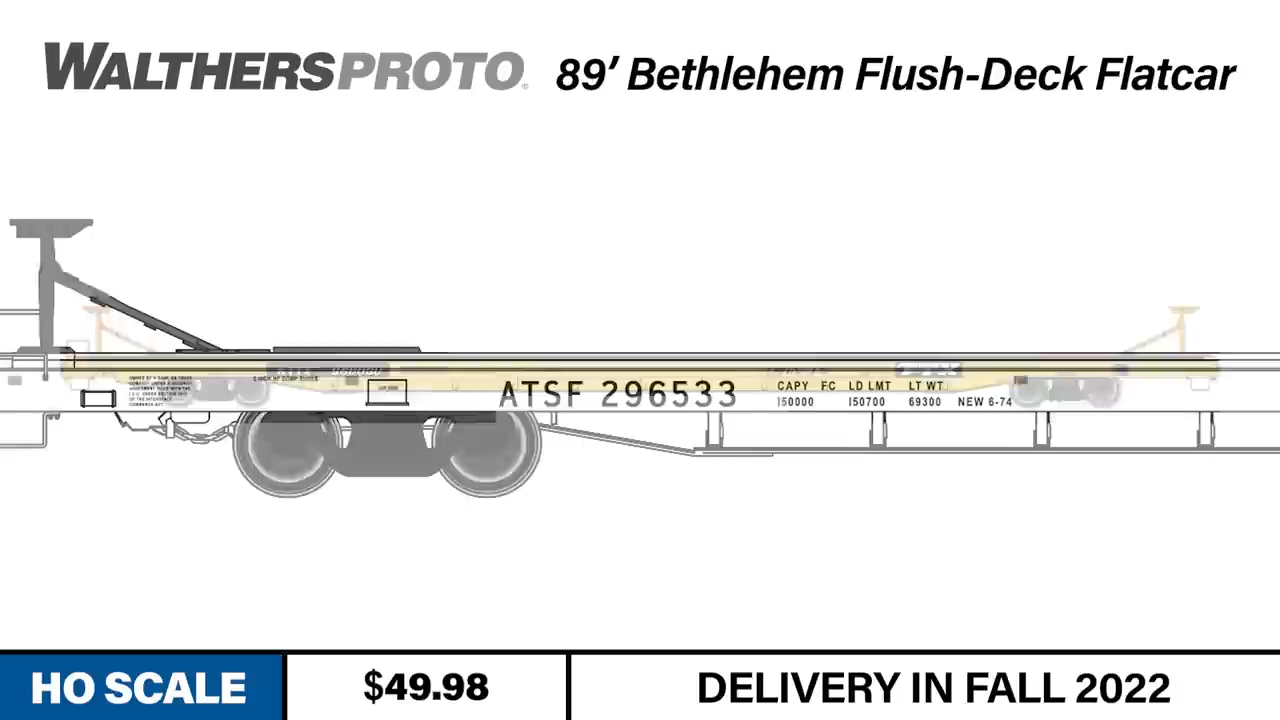 WALTHERSPROTO® 89′ Bethlehem Flush-Deck Flatcar
ATSF 296533
CAPY FC LD LMT LT WT.
150000 150700 69300 NEW 6-74
HO SCALE
$49.98
DELIVERY IN FALL 2022